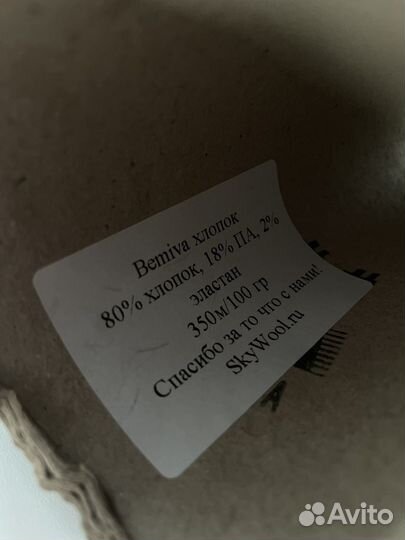 Bemiva хлопок
80% хлопок, 18% ПА, 2%
эластан
350м/100 гр
Спасибо за то что с нами!
SkyWool.ru
Avito